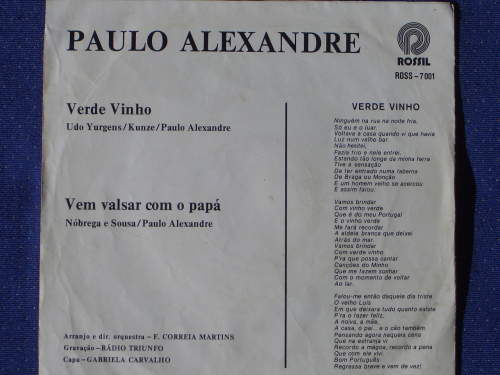 PAULO ALEXANDRE
ROSSIL
ROSS-7001
Verde Vinho
Udo Yurgens/Kunze/Paulo Alexandre
Vem valsar com o papá
Nóbrega e Sousa/Paulo Alexandre
Arranjo e dir. orquestra - F. CORREIA MARTINS
Gravação - RÁDIO TRIUNFO
Capa - GABRIELA CARVALHO
VERDE VINHO
Ninguém na rua na noite fria,
Só eu e o luar.
Voltava a casa quando vi que havia
Luz num velho bar.
Não hesitei,
Fazia frio e nele entrei.
Estando tão longe da minha terra
Tive a sensação
De ter entrado numa taberna
De Braga ou Monção
E um homem velho se acercou
E assim falou:
Vamos brindar
Com vinho verde
Que é do meu Portugal
E o vinho verde
Me fará recordar
A aldeia branca que deixei
Atrás do mar.
Vamos brindar
Com verde vinho
P'ra que possa cantar
Canções do Minho
Que me fazem sonhar
Com o momento de voltar
Ao lar.
Falou-me então daquele dia triste
O velho Luís
Em que deixara tudo quanto existe
P'ra o fazer feliz,
A noiva, a mãe,
A casa, o pai.. e o cão também
Pensando agora naquela cena
Que na estranja vi
Recordo a mágoa, recordo a pena
Que com ele vivi.
Bom Português
Regressa breve e vem de vez!